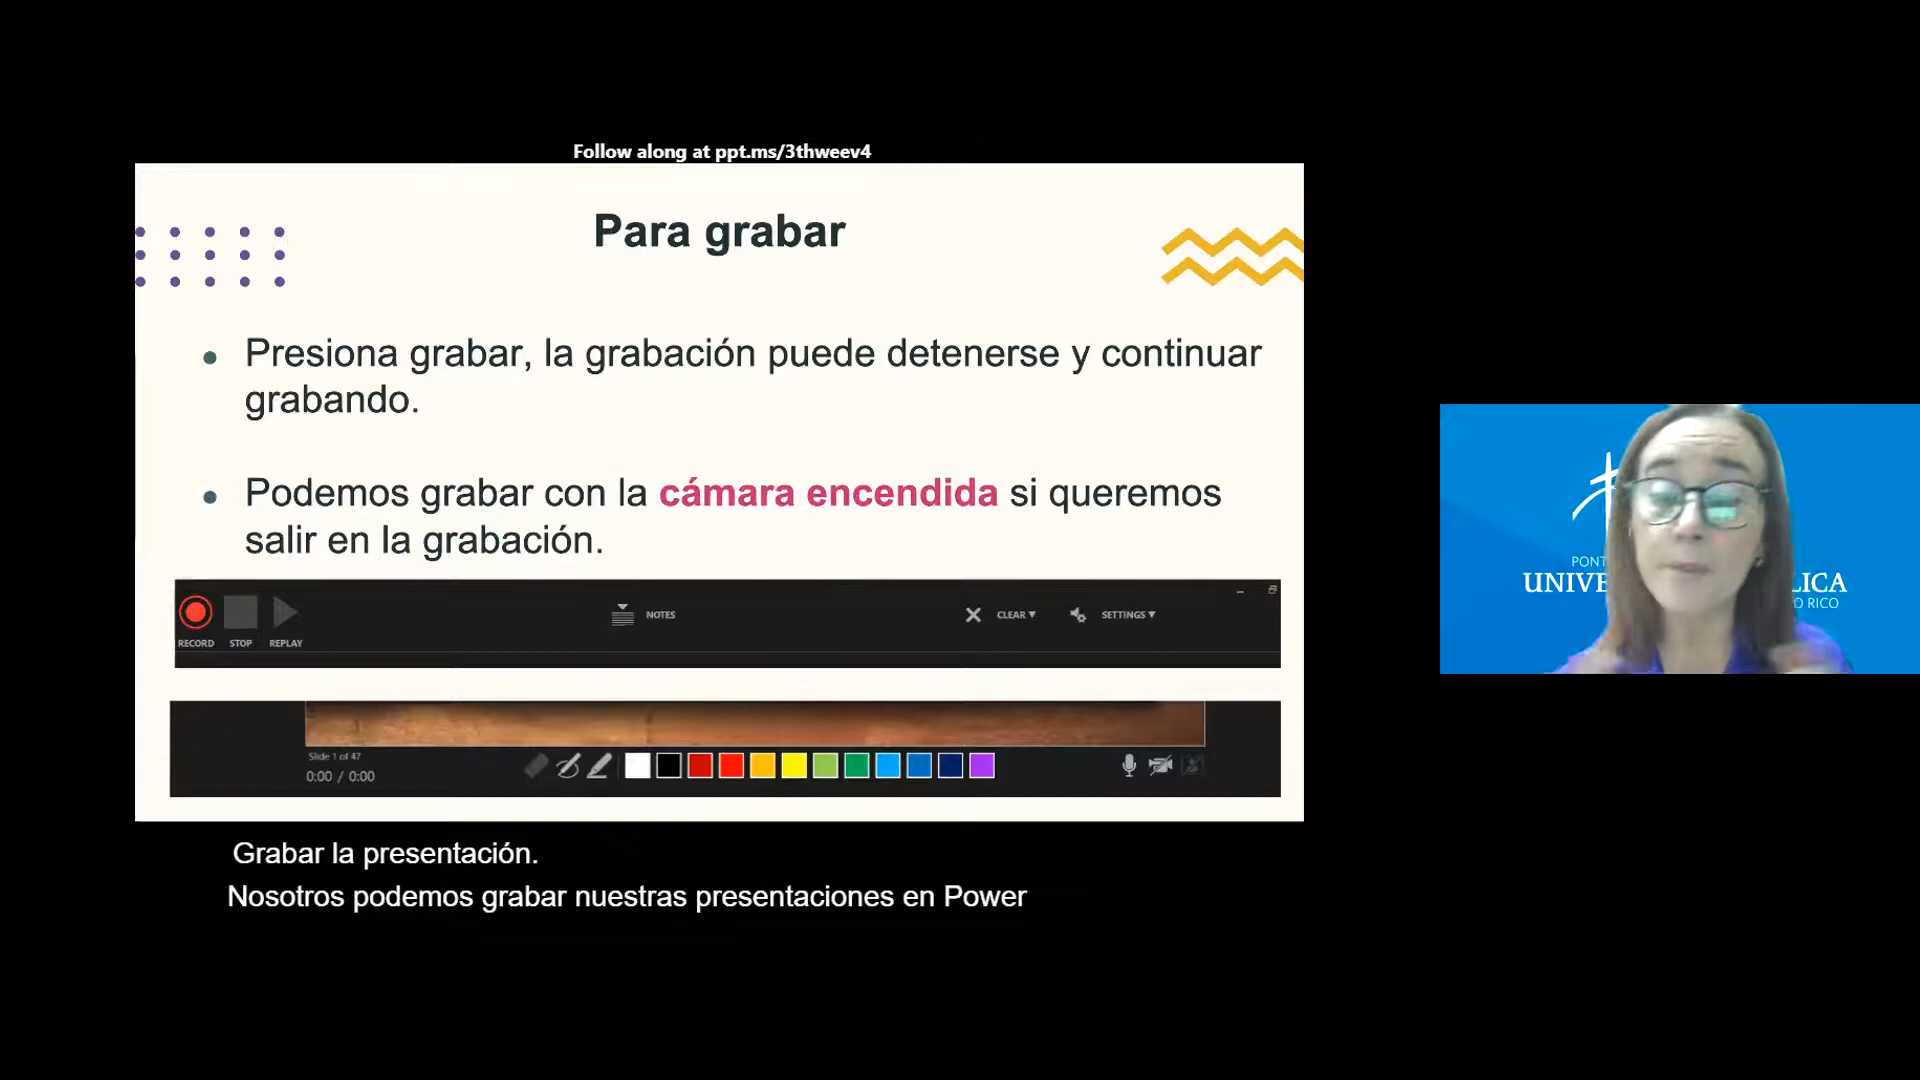 Follow along at ppt.ms/3thweev4
Para grabar
Presiona grabar, la grabación puede detenerse y continuar
grabando.
Podemos grabar con la cámara encendida si queremos
salir en la grabación.
RECORD STOP REPLAY
NOTES
CLEAR
SETTINGS
Slide 1 of 47
0:00 / 0:00
PONT
UNIVE LICA
O RICO
Grabar la presentación.
Nosotros podemos grabar nuestras presentaciones en Power